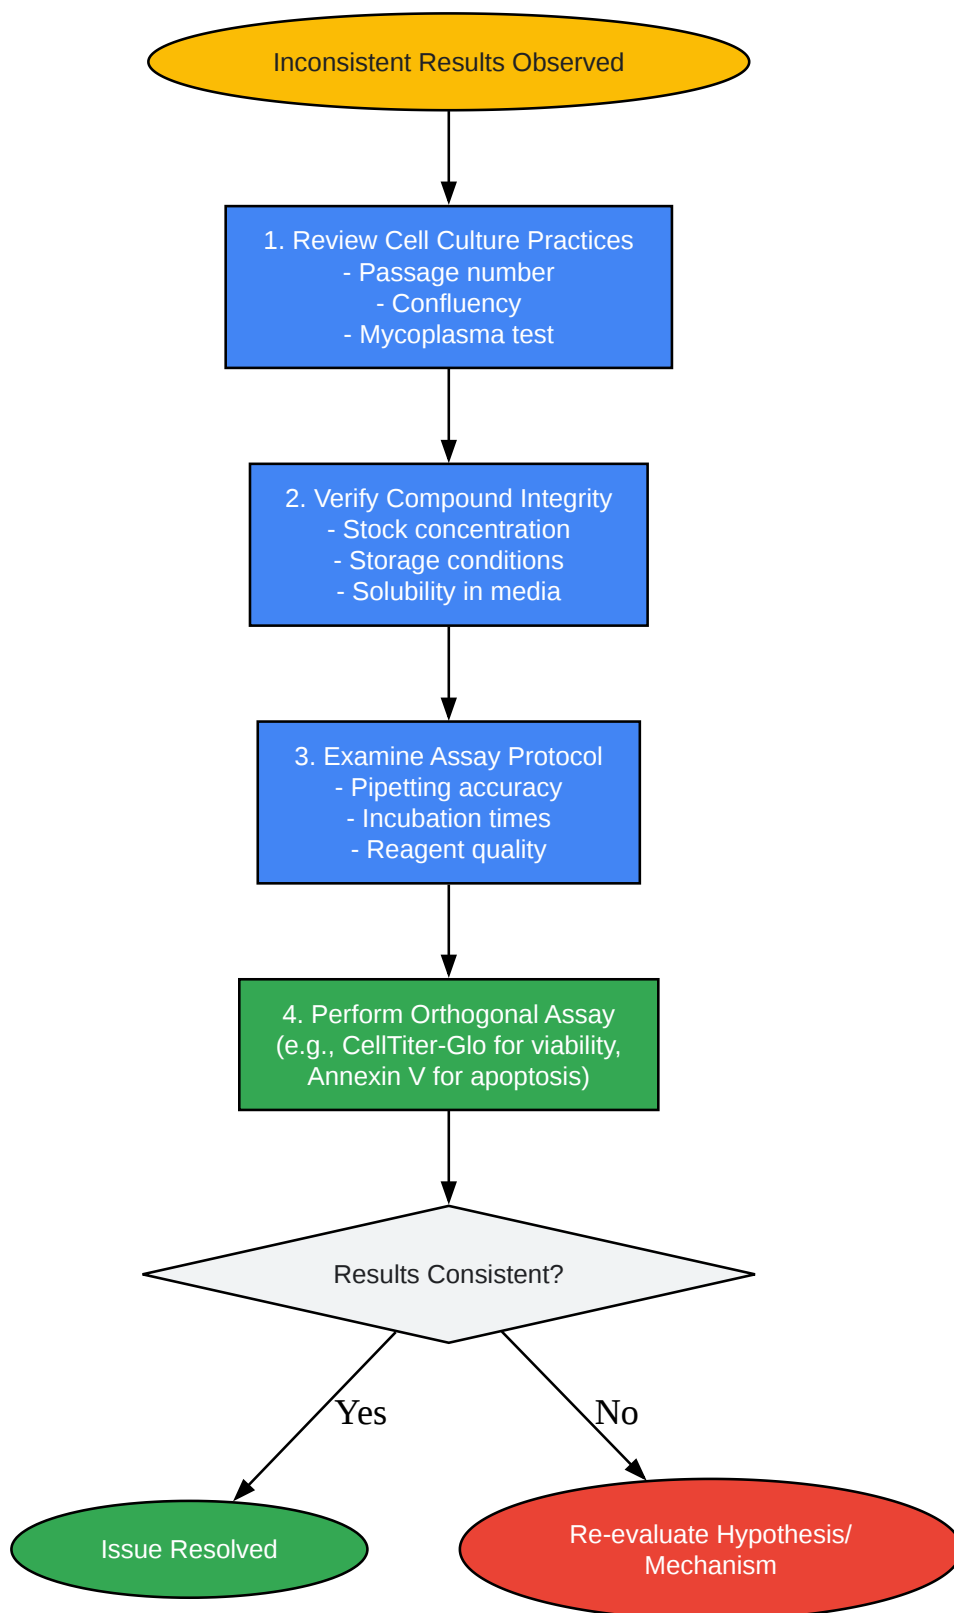 Inconsistent Results Observed
1. Review Cell Culture Practices
- Passage number
- Confluency
- Mycoplasma test
2. Verify Compound Integrity
- Stock concentration
- Storage conditions
- Solubility in media
3. Examine Assay Protocol
- Pipetting accuracy
- Incubation times
- Reagent quality
4. Perform Orthogonal Assay
(e.g., CellTiter-Glo for viability,
Annexin V for apoptosis)
Results Consistent?
Yes
No
Issue Resolved
Re-evaluate Hypothesis/
Mechanism